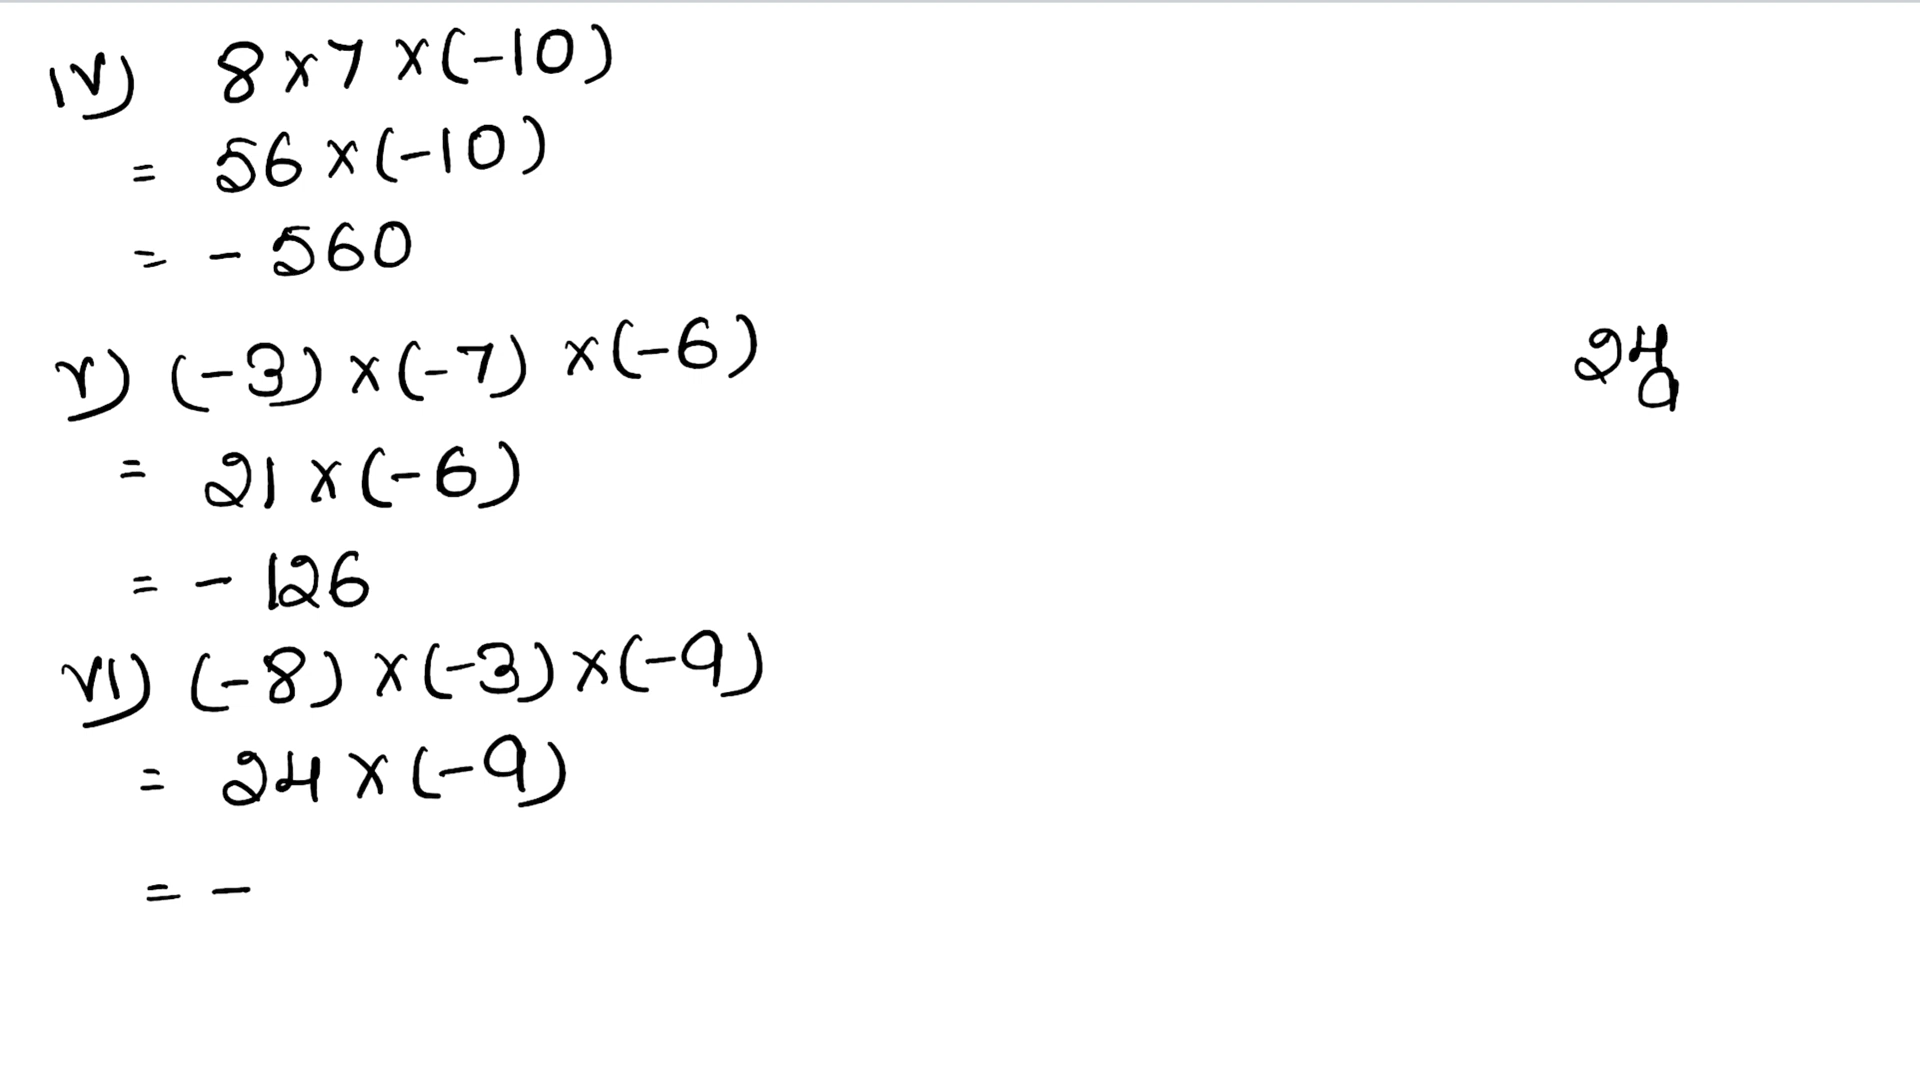 iv) 8 x 7 x (-10)
= 56 x (-10)
= - 560
v) (-3) x (-7) x (-6)
= 21 x (-6)
= - 126
vi) (-8) x (-3) x (-9)
= 24 x (-9)
= -
24
9